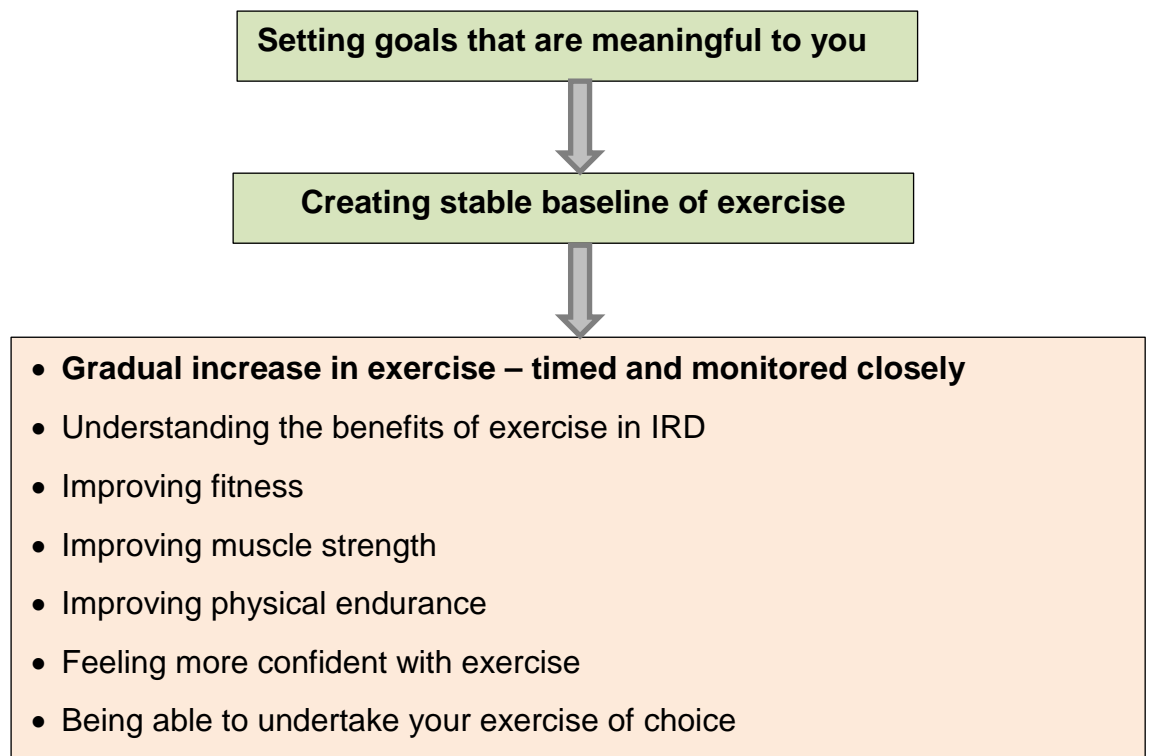 Setting goals that are meaningful to you
Creating stable baseline of exercise
• Gradual increase in exercise – timed and monitored closely
• Understanding the benefits of exercise in IRD
• Improving fitness
• Improving muscle strength
• Improving physical endurance
• Feeling more confident with exercise
• Being able to undertake your exercise of choice